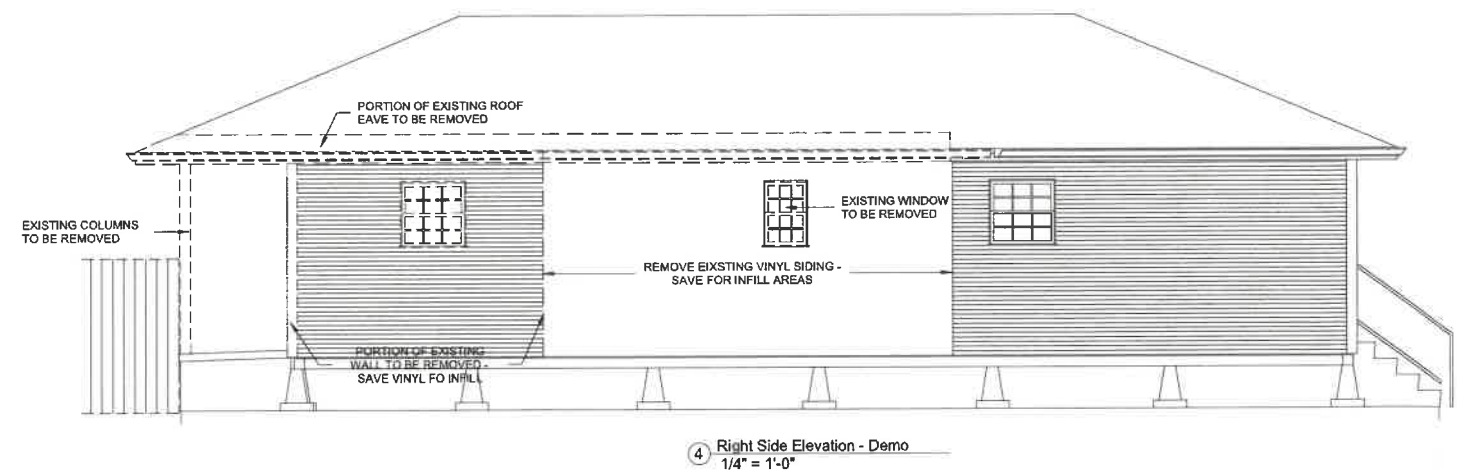 PORTION OF EXISTING ROOF
EAVE TO BE REMOVED
EXISTING COLUMNS
TO BE REMOVED
EXISTING WINDOW
TO BE REMOVED
REMOVE EIXSTING VINYL SIDING -
SAVE FOR INFILL AREAS
PORTION OF EXISTING
WALL TO BE REMOVED -
SAVE VINYL FO INFILL
4 Right Side Elevation - Demo
1/4" = 1'-0"